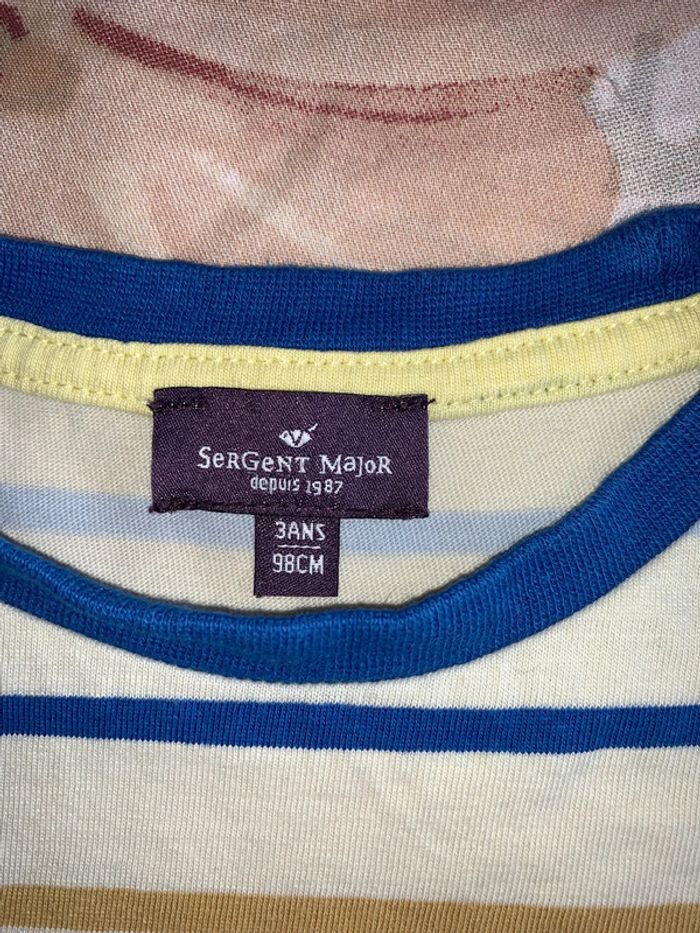 SeRGeNT MaJoR
depuis 1987
3ANS
98CM